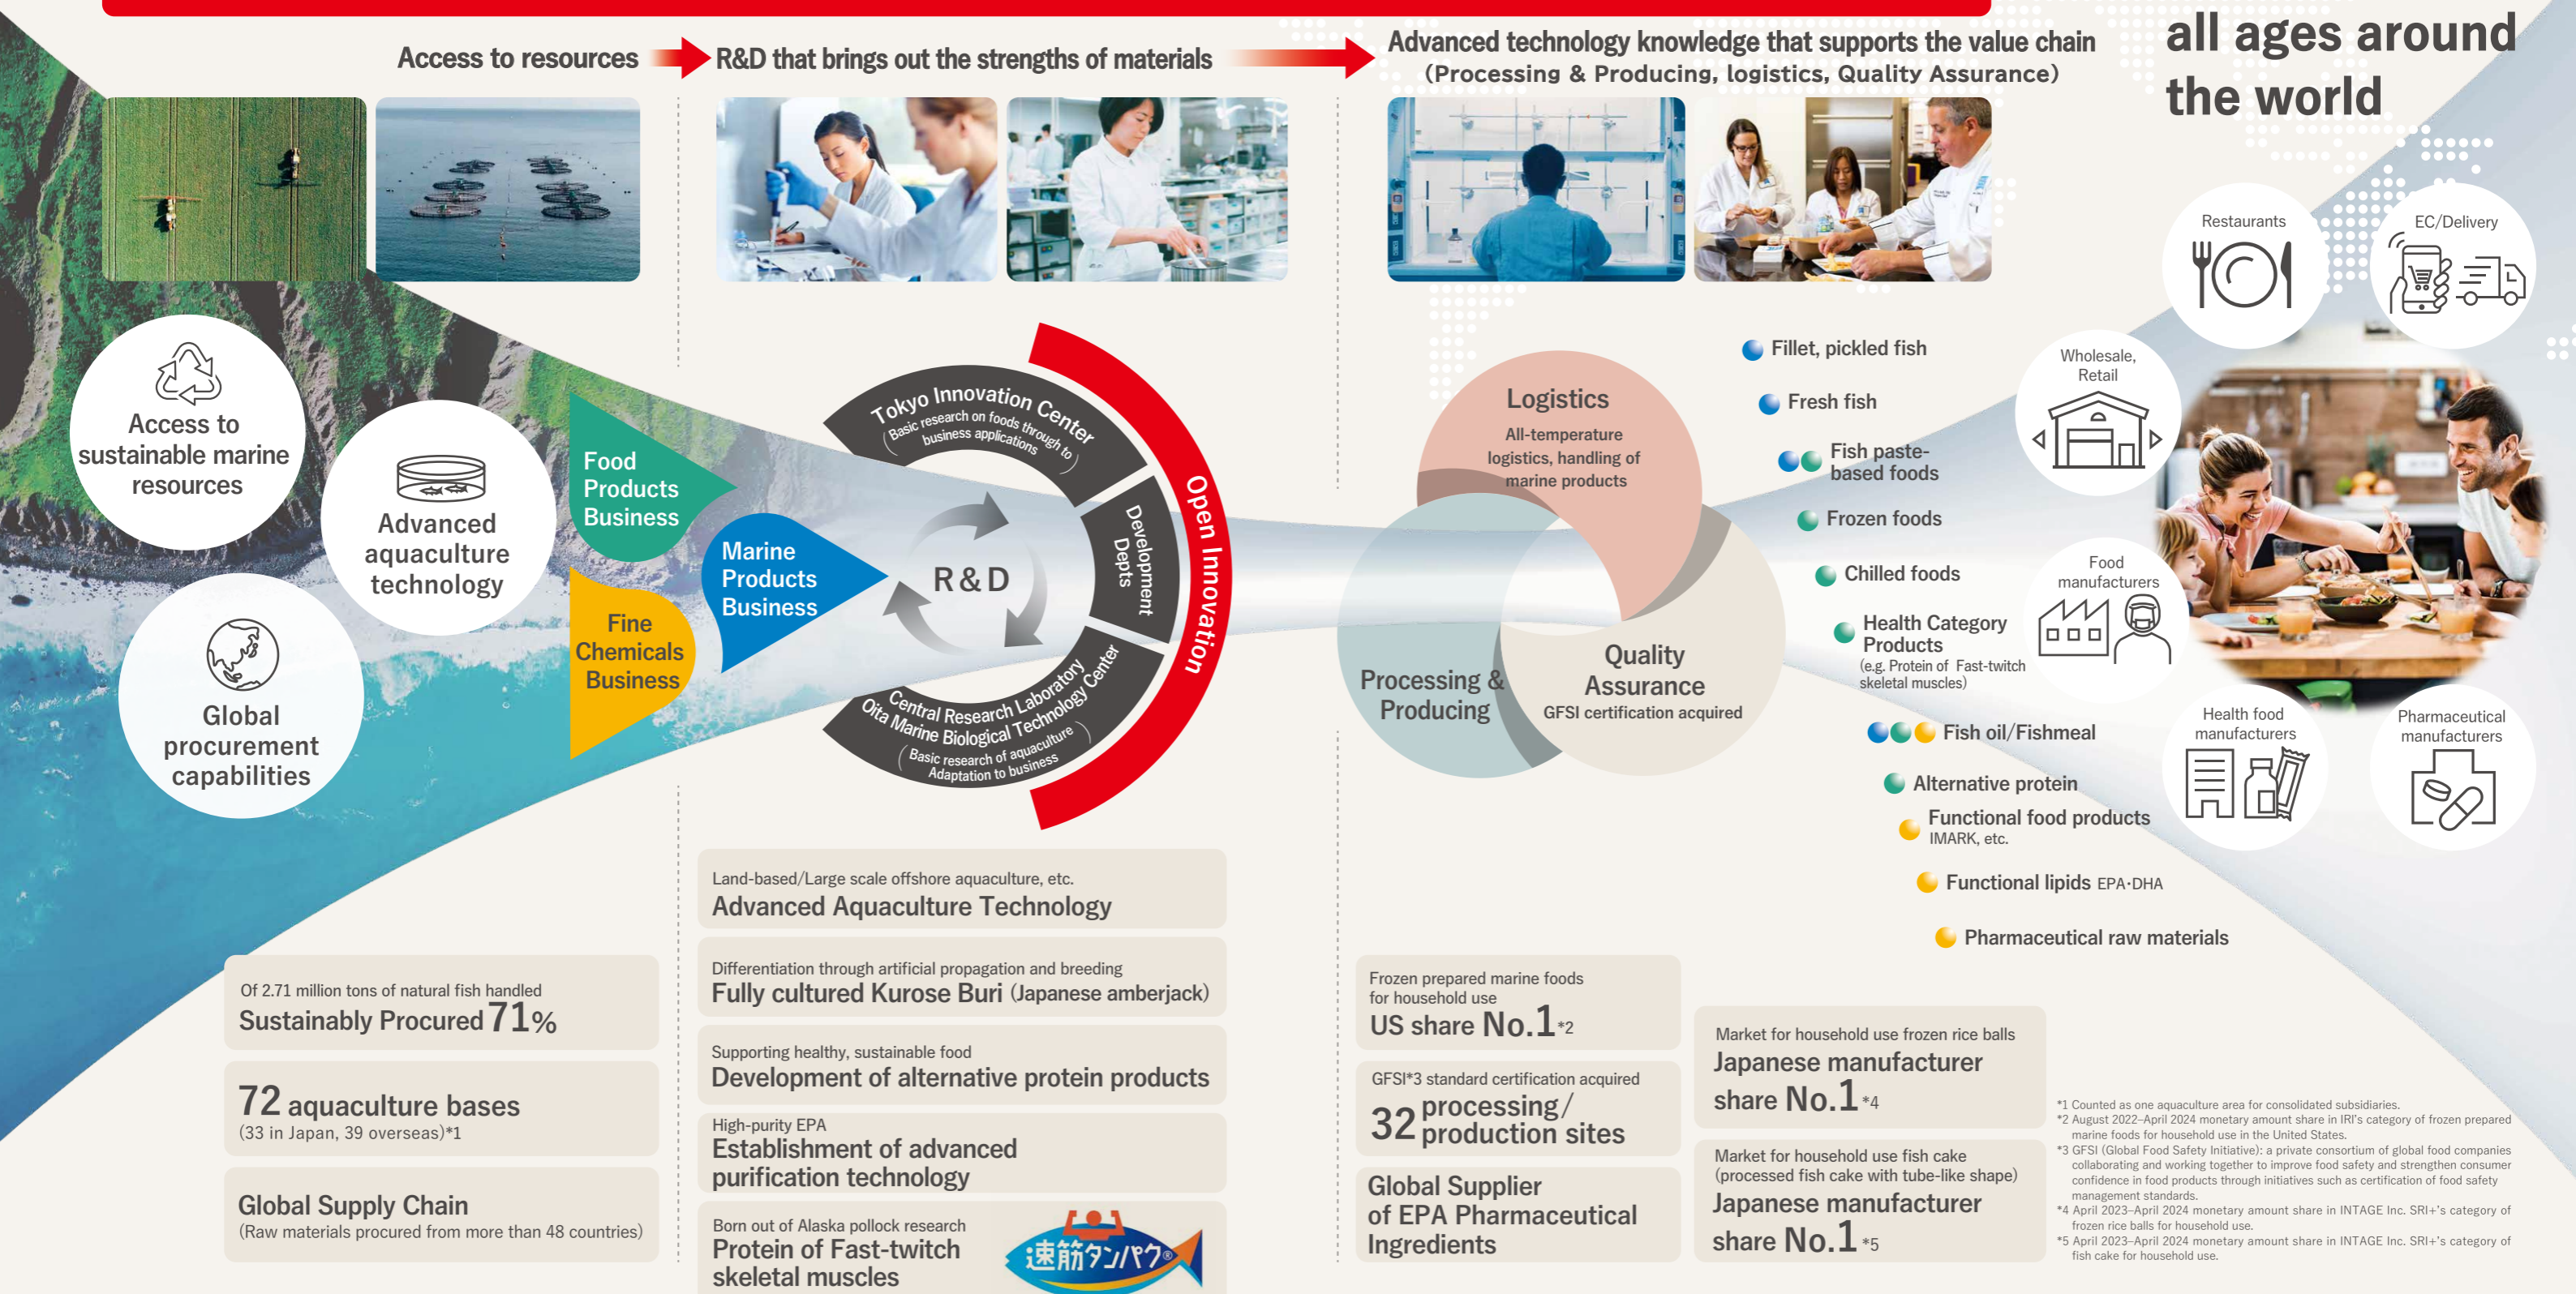 all ages around
the world
Access to resources
R&D that brings out the strengths of materials
Advanced technology knowledge that supports the value chain
(Processing & Producing, logistics, Quality Assurance)
Access to
sustainable marine
resources
Advanced
aquaculture
technology
Global
procurement
capabilities
Food
Products
Business
Marine
Products
Business
Fine
Chemicals
Business
R & D
Tokyo Innovation Center
(Basic research on foods through to
business applications)
Development
Depts
Central Research Laboratory
Oita Marine Biological Technology Center
(Basic research of aquaculture
Adaptation to business)
Open Innovation
Logistics
All-temperature
logistics, handling of
marine products
Processing &
Producing
Quality
Assurance
GFSI certification acquired
Fillet, pickled fish
Fresh fish
Fish paste-
based foods
Frozen foods
Chilled foods
Health Category
Products
(e.g. Protein of Fast-twitch
skeletal muscles)
Fish oil/Fishmeal
Alternative protein
Functional food products
IMARK, etc.
Functional lipids EPA・DHA
Pharmaceutical raw materials
Restaurants
EC/Delivery
Wholesale,
Retail
Food
manufacturers
Health food
manufacturers
Pharmaceutical
manufacturers
Of 2.71 million tons of natural fish handled
Sustainably Procured 71%
72 aquaculture bases
(33 in Japan, 39 overseas)*1
Global Supply Chain
(Raw materials procured from more than 48 countries)
Land-based/Large scale offshore aquaculture, etc.
Advanced Aquaculture Technology
Differentiation through artificial propagation and breeding
Fully cultured Kurose Buri (Japanese amberjack)
Supporting healthy, sustainable food
Development of alternative protein products
High-purity EPA
Establishment of advanced
purification technology
Born out of Alaska pollock research
Protein of Fast-twitch
skeletal muscles
速筋タンパク®
Frozen prepared marine foods
for household use
US share No.1 *2
GFSI*3 standard certification acquired
32 processing/
production sites
Global Supplier
of EPA Pharmaceutical
Ingredients
Market for household use frozen rice balls
Japanese manufacturer
share No.1 *4
Market for household use fish cake
(processed fish cake with tube-like shape)
Japanese manufacturer
share No.1 *5
*1 Counted as one aquaculture area for consolidated subsidiaries.
*2 August 2022–April 2024 monetary amount share in IRI's category of frozen prepared
marine foods for household use in the United States.
*3 GFSI (Global Food Safety Initiative): a private consortium of global food companies
collaborating and working together to improve food safety and strengthen consumer
confidence in food products through initiatives such as certification of food safety
management standards.
*4 April 2023–April 2024 monetary amount share in INTAGE Inc. SRI+'s category of
frozen rice balls for household use.
*5 April 2023–April 2024 monetary amount share in INTAGE Inc. SRI+'s category of
fish cake for household use.